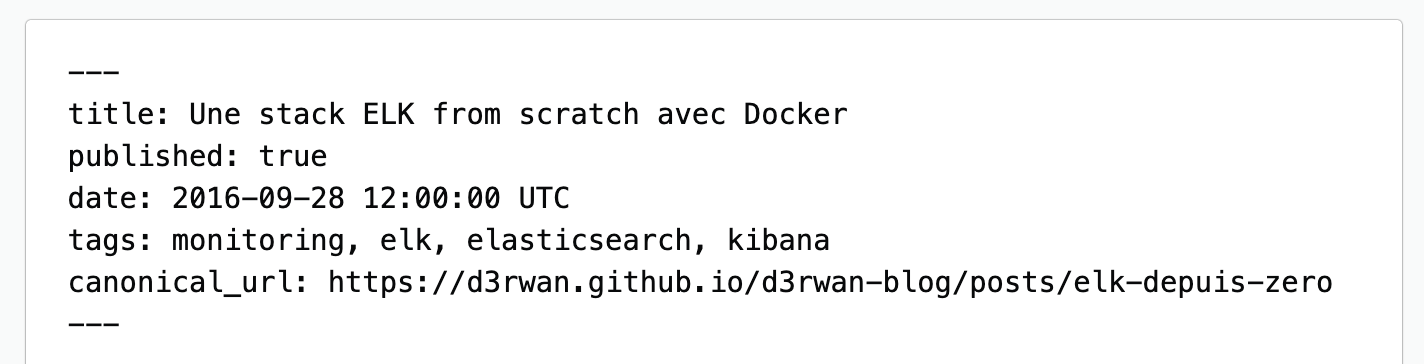 ---
title: Une stack ELK from scratch avec Docker
published: true
date: 2016-09-28 12:00:00 UTC
tags: monitoring, elk, elasticsearch, kibana
canonical_url: https://d3rwan.github.io/d3rwan-blog/posts/elk-depuis-zero
---